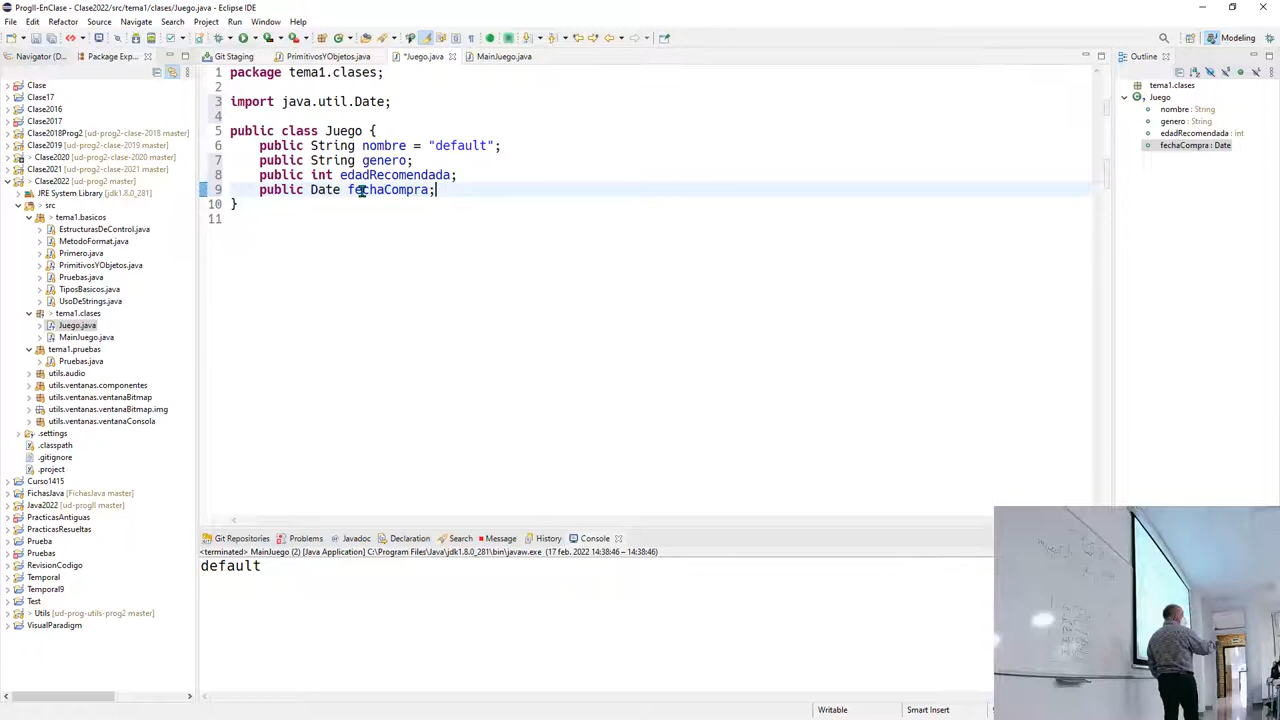 ProgII-EnClase - Clase2022/src/tema1/clases/Juego.java - Eclipse IDE
File Edit Refactor Source Navigate Search Project Run Window Help
Modeling
Navigator (D...
Package Exp...
Git Staging
PrimitivosYObjetos.java
*Juego.java
MainJuego.java
Outline
Clase
Clase17
Clase2016
Clase2017
Clase2018Prog2 [ud-prog2-clase-2018 master]
Clase2019 [ud-prog2-clase-2019 master]
> Clase2020 [ud-prog2-clase-2020 master]
Clase2021 [ud-prog2-clase-2021 master]
> Clase2022 [ud-prog2-clase-2022 master]
JRE System Library [jdk1.8.0_281]
src
tema1.basicos
EstructurasDeControl.java
MetodoFormat.java
Primero.java
PrimitivosYObjetos.java
Pruebas.java
TiposBasicos.java
UsoDeStrings.java
tema1.clases
Juego.java
MainJuego.java
tema1.pruebas
Pruebas.java
utils.audio
utils.ventanas.componentes
utils.ventanas.ventanaBitmap
utils.ventanas.ventanaBitmap.img
utils.ventanas.ventanaConsola
.settings
.classpath
.gitignore
.project
Curso1415
FichasJava [FichasJava master]
Java2022 [ud-progII master]
PracticasAntiguas
PracticasResueltas
Prueba
Pruebas
RevisionCodigo
Temporal
Temporal9
Test
> Utils [ud-prog-utils-prog2 master]
VisualParadigm
1 package tema1.clases;
2
3 import java.util.Date;
4
5 public class Juego {
6 public String nombre = "default";
7 public String genero;
8 public int edadRecomendada;
9 public Date fechaCompra;
10 }
11
tema1.clases
Juego
nombre : String
genero : String
edadRecomendada : int
fechaCompra : Date
Git Repositories
Problems
Javadoc
Declaration
Search
Message
History
Console
<terminated> MainJuego (2) [Java Application] C:\Program Files\Java\jdk1.8.0_281\bin\javaw.exe (17 feb. 2022 14:38:46 – 14:38:46)
default
Writable
Smart Insert